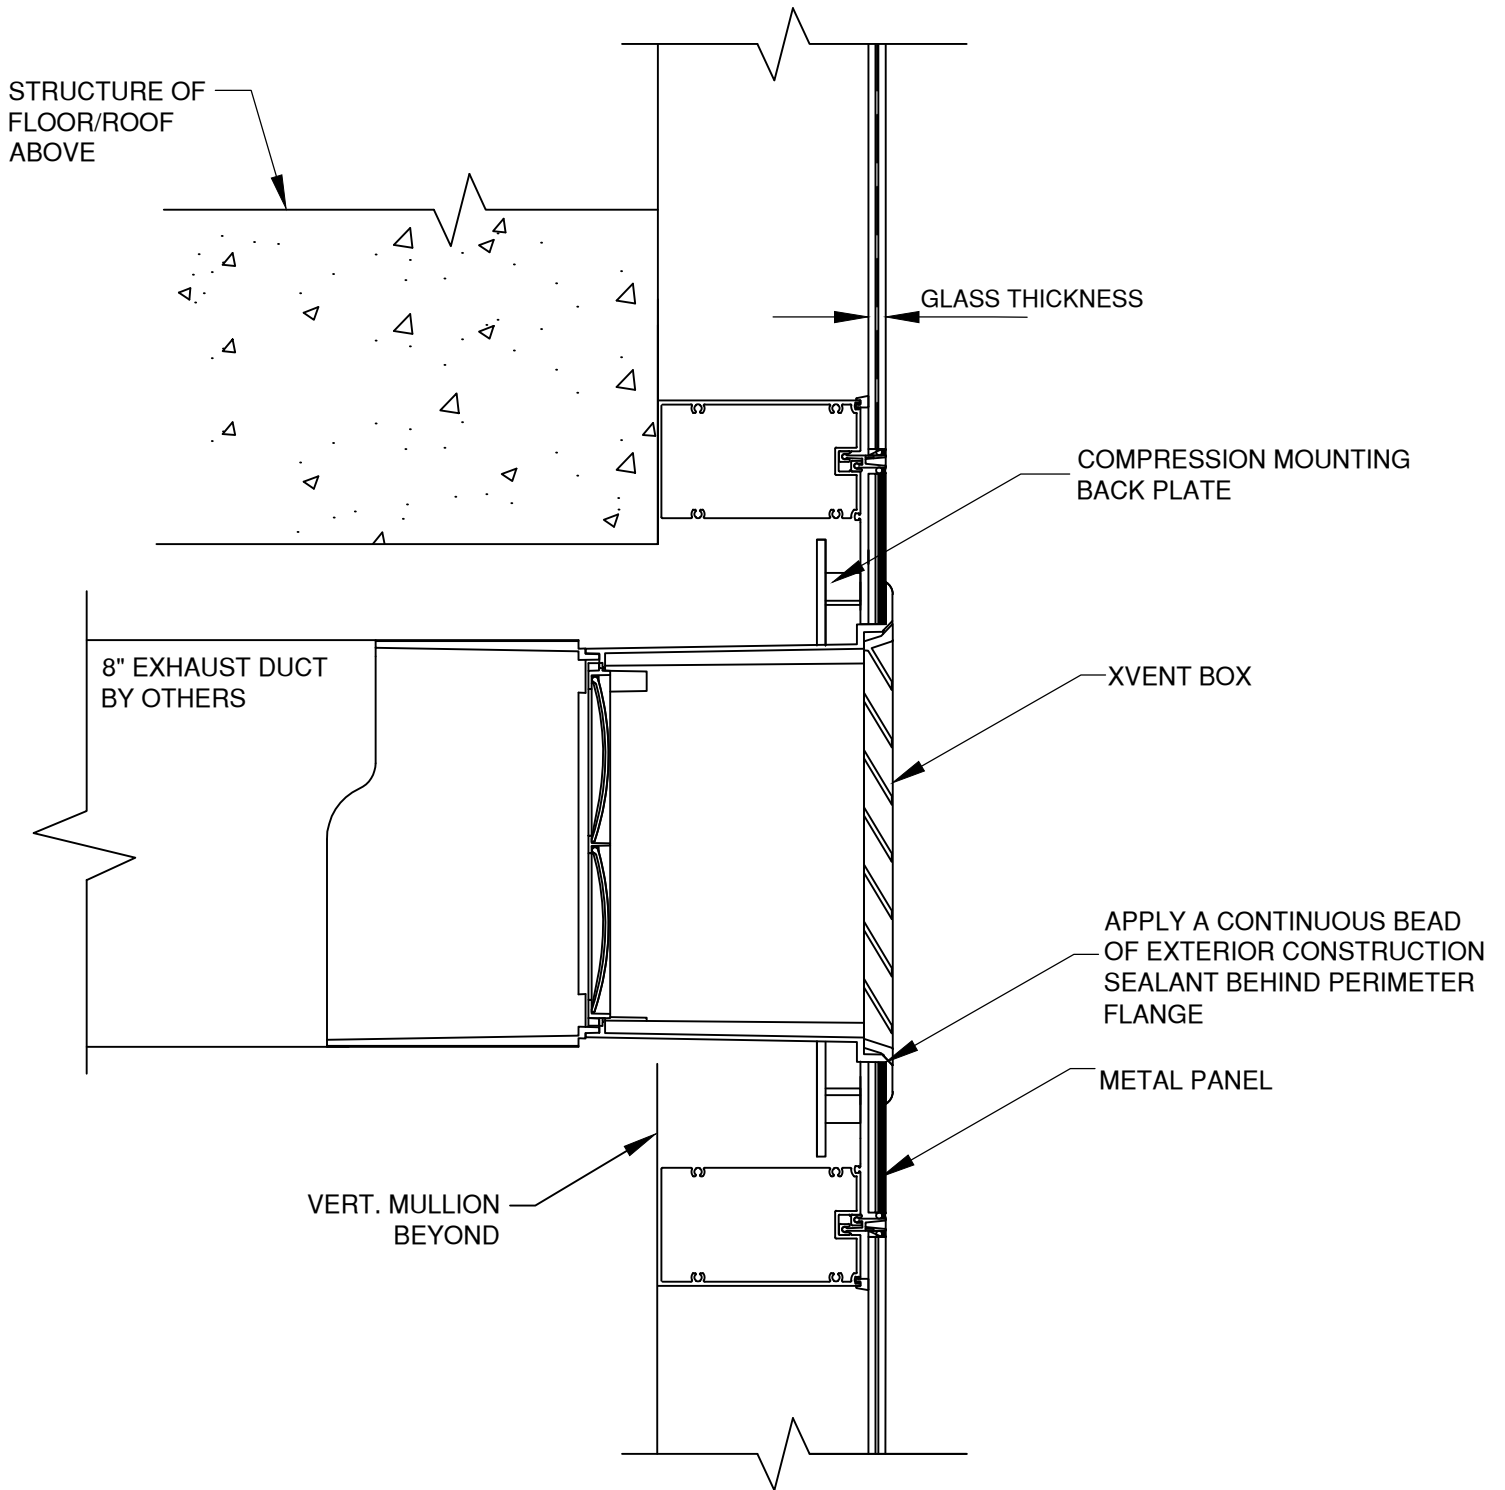 STRUCTURE OF
FLOOR/ROOF
ABOVE
GLASS THICKNESS
COMPRESSION MOUNTING
BACK PLATE
8" EXHAUST DUCT
BY OTHERS
XVENT BOX
APPLY A CONTINUOUS BEAD
OF EXTERIOR CONSTRUCTION
SEALANT BEHIND PERIMETER
FLANGE
METAL PANEL
VERT. MULLION
BEYOND